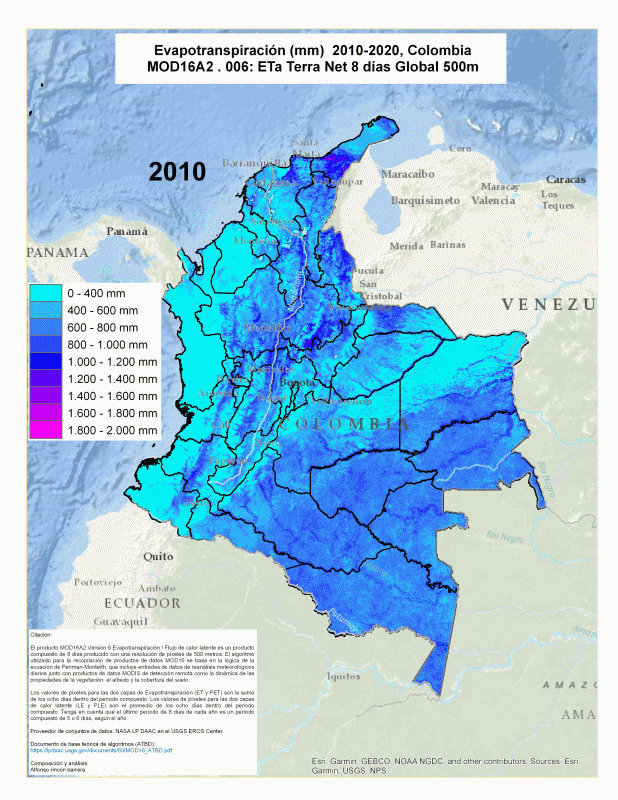 Evapotranspiración (mm) 2010-2020, Colombia
MOD16A2 . 006: ETa Terra Net 8 días Global 500m
2010
Santa
Marta
Coro
Barranquilla
Maracaibo
Caracas
Maracay
Barquisimeto
Valencia
Los
Teques
Panamá
PANAMA
Merida
Barinas
Cucuta
San
Cristobal
VENEZU
0 - 400 mm
400 - 600 mm
600 - 800 mm
800 - 1.000 mm
1.000 - 1.200 mm
1.200 - 1.400 mm
1.400 - 1.600 mm
1.600 - 1.800 mm
1.800 - 2.000 mm
Medellin
Bogota
COLOMBIA
Rio Negro
Rio Negro
Quito
Portoviejo
Ambato
ECUADOR
Guayaquil
Putumayo
Iquitos
AMAZO
AMA
Citación:
El producto MOD16A2 Versión 6 Evapotranspiración / Flujo de calor latente es un producto
compuesto de 8 días producido con una resolución de píxeles de 500 metros. El algoritmo
utilizado para la recopilación de productos de datos MOD16 se basa en la lógica de la
ecuación de Penman-Monteith, que incluye entradas de datos de reanálisis meteorológicos
diarios junto con productos de datos MODIS de detección remota como la dinámica de las
propiedades de la vegetación, el albedo y la cobertura del suelo.
Los valores de píxeles para las dos capas de Evapotranspiración (ET y PET) son la suma
de los ocho días dentro del período compuesto. Los valores de píxeles para las dos capas
de calor latente (LE y PLE) son el promedio de los ocho días dentro del período
compuesto. Tenga en cuenta que el último período de 8 días de cada año es un período
compuesto de 5 o 6 días, según el año.
Proveedor de conjuntos de datos: NASA LP DAAC en el USGS EROS Center
Documento de base teórica de algoritmos (ATBD):
https://lpdaac.usgs.gov/documents/93/MOD16_ATBD.pdf
Composición y análisis:
Alfonso rincón barrera
Esri, Garmin, GEBCO, NOAA NGDC, and other contributors, Sources: Esri,
Garmin, USGS, NPS